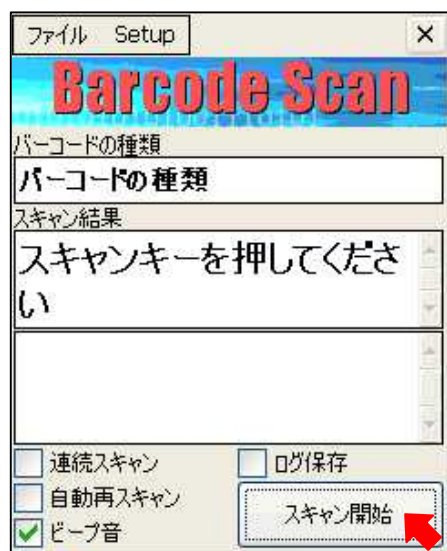 ファイル Setup
Barcode Scan
バーコードの種類
バーコードの種類
スキャン結果
スキャンキーを押してくださ
い
連続スキャン
ログ保存
自動再スキャン
スキャン開始
ビープ音